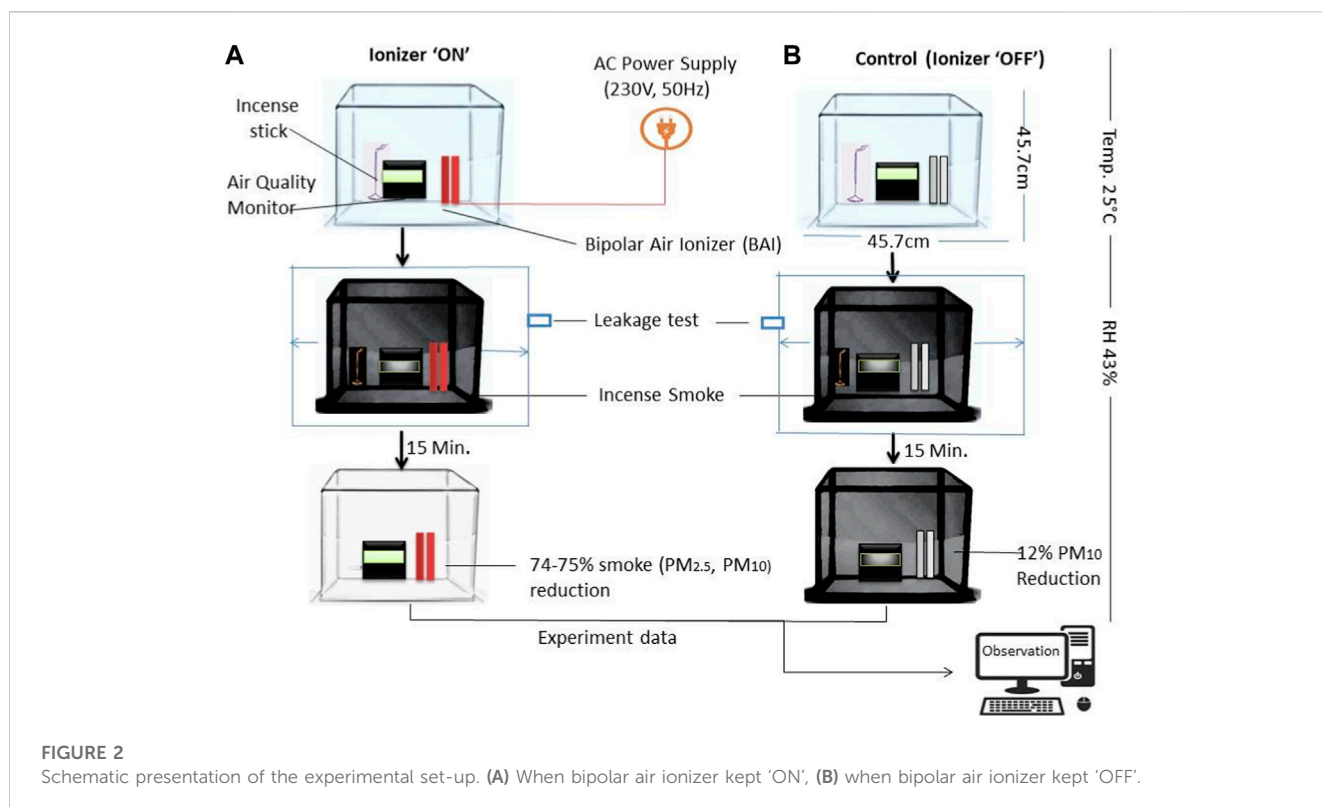 A
Ionizer 'ON'
AC Power Supply
(230V, 50Hz)
B
Control (Ionizer 'OFF')
Incense
stick
Air Quality
Monitor
45.7cm
Temp. 25°C
Bipolar Air Ionizer (BAI)
45.7cm
Leakage test
RH 43%
Incense Smoke
15 Min.
15 Min.
74-75% smoke (PM2.5, PM10)
reduction
12% PM10
Reduction
Experiment data
Observation
FIGURE 2
Schematic presentation of the experimental set-up. (A) When bipolar air ionizer kept 'ON', (B) when bipolar air ionizer kept 'OFF'.